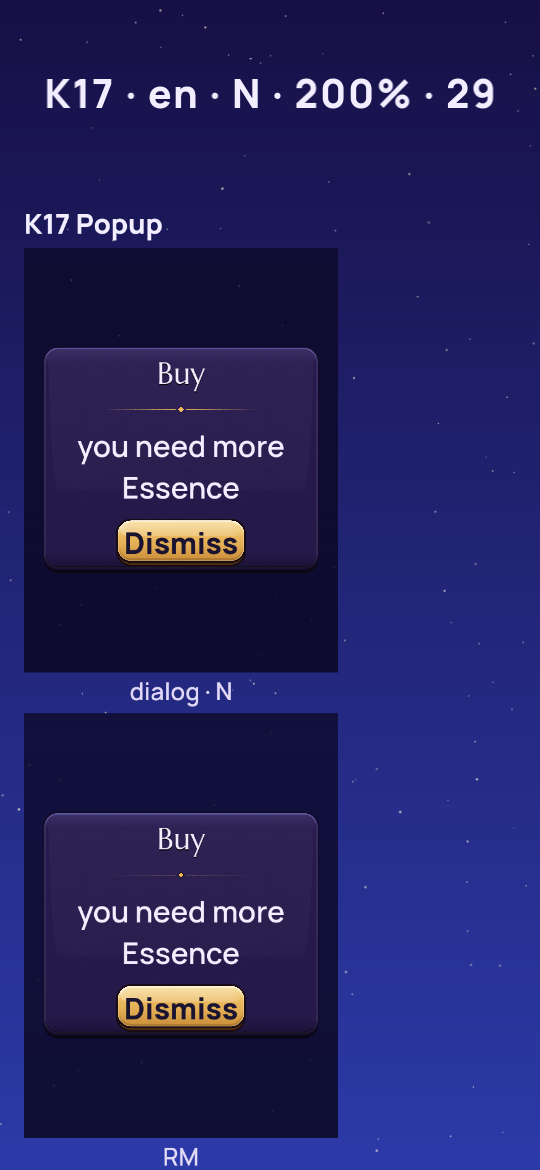 K17 · en · N · 200% · 29
K17 Popup
Buy
you need more
Essence
Dismiss
dialog · N
Buy
you need more
Essence
Dismiss
RM